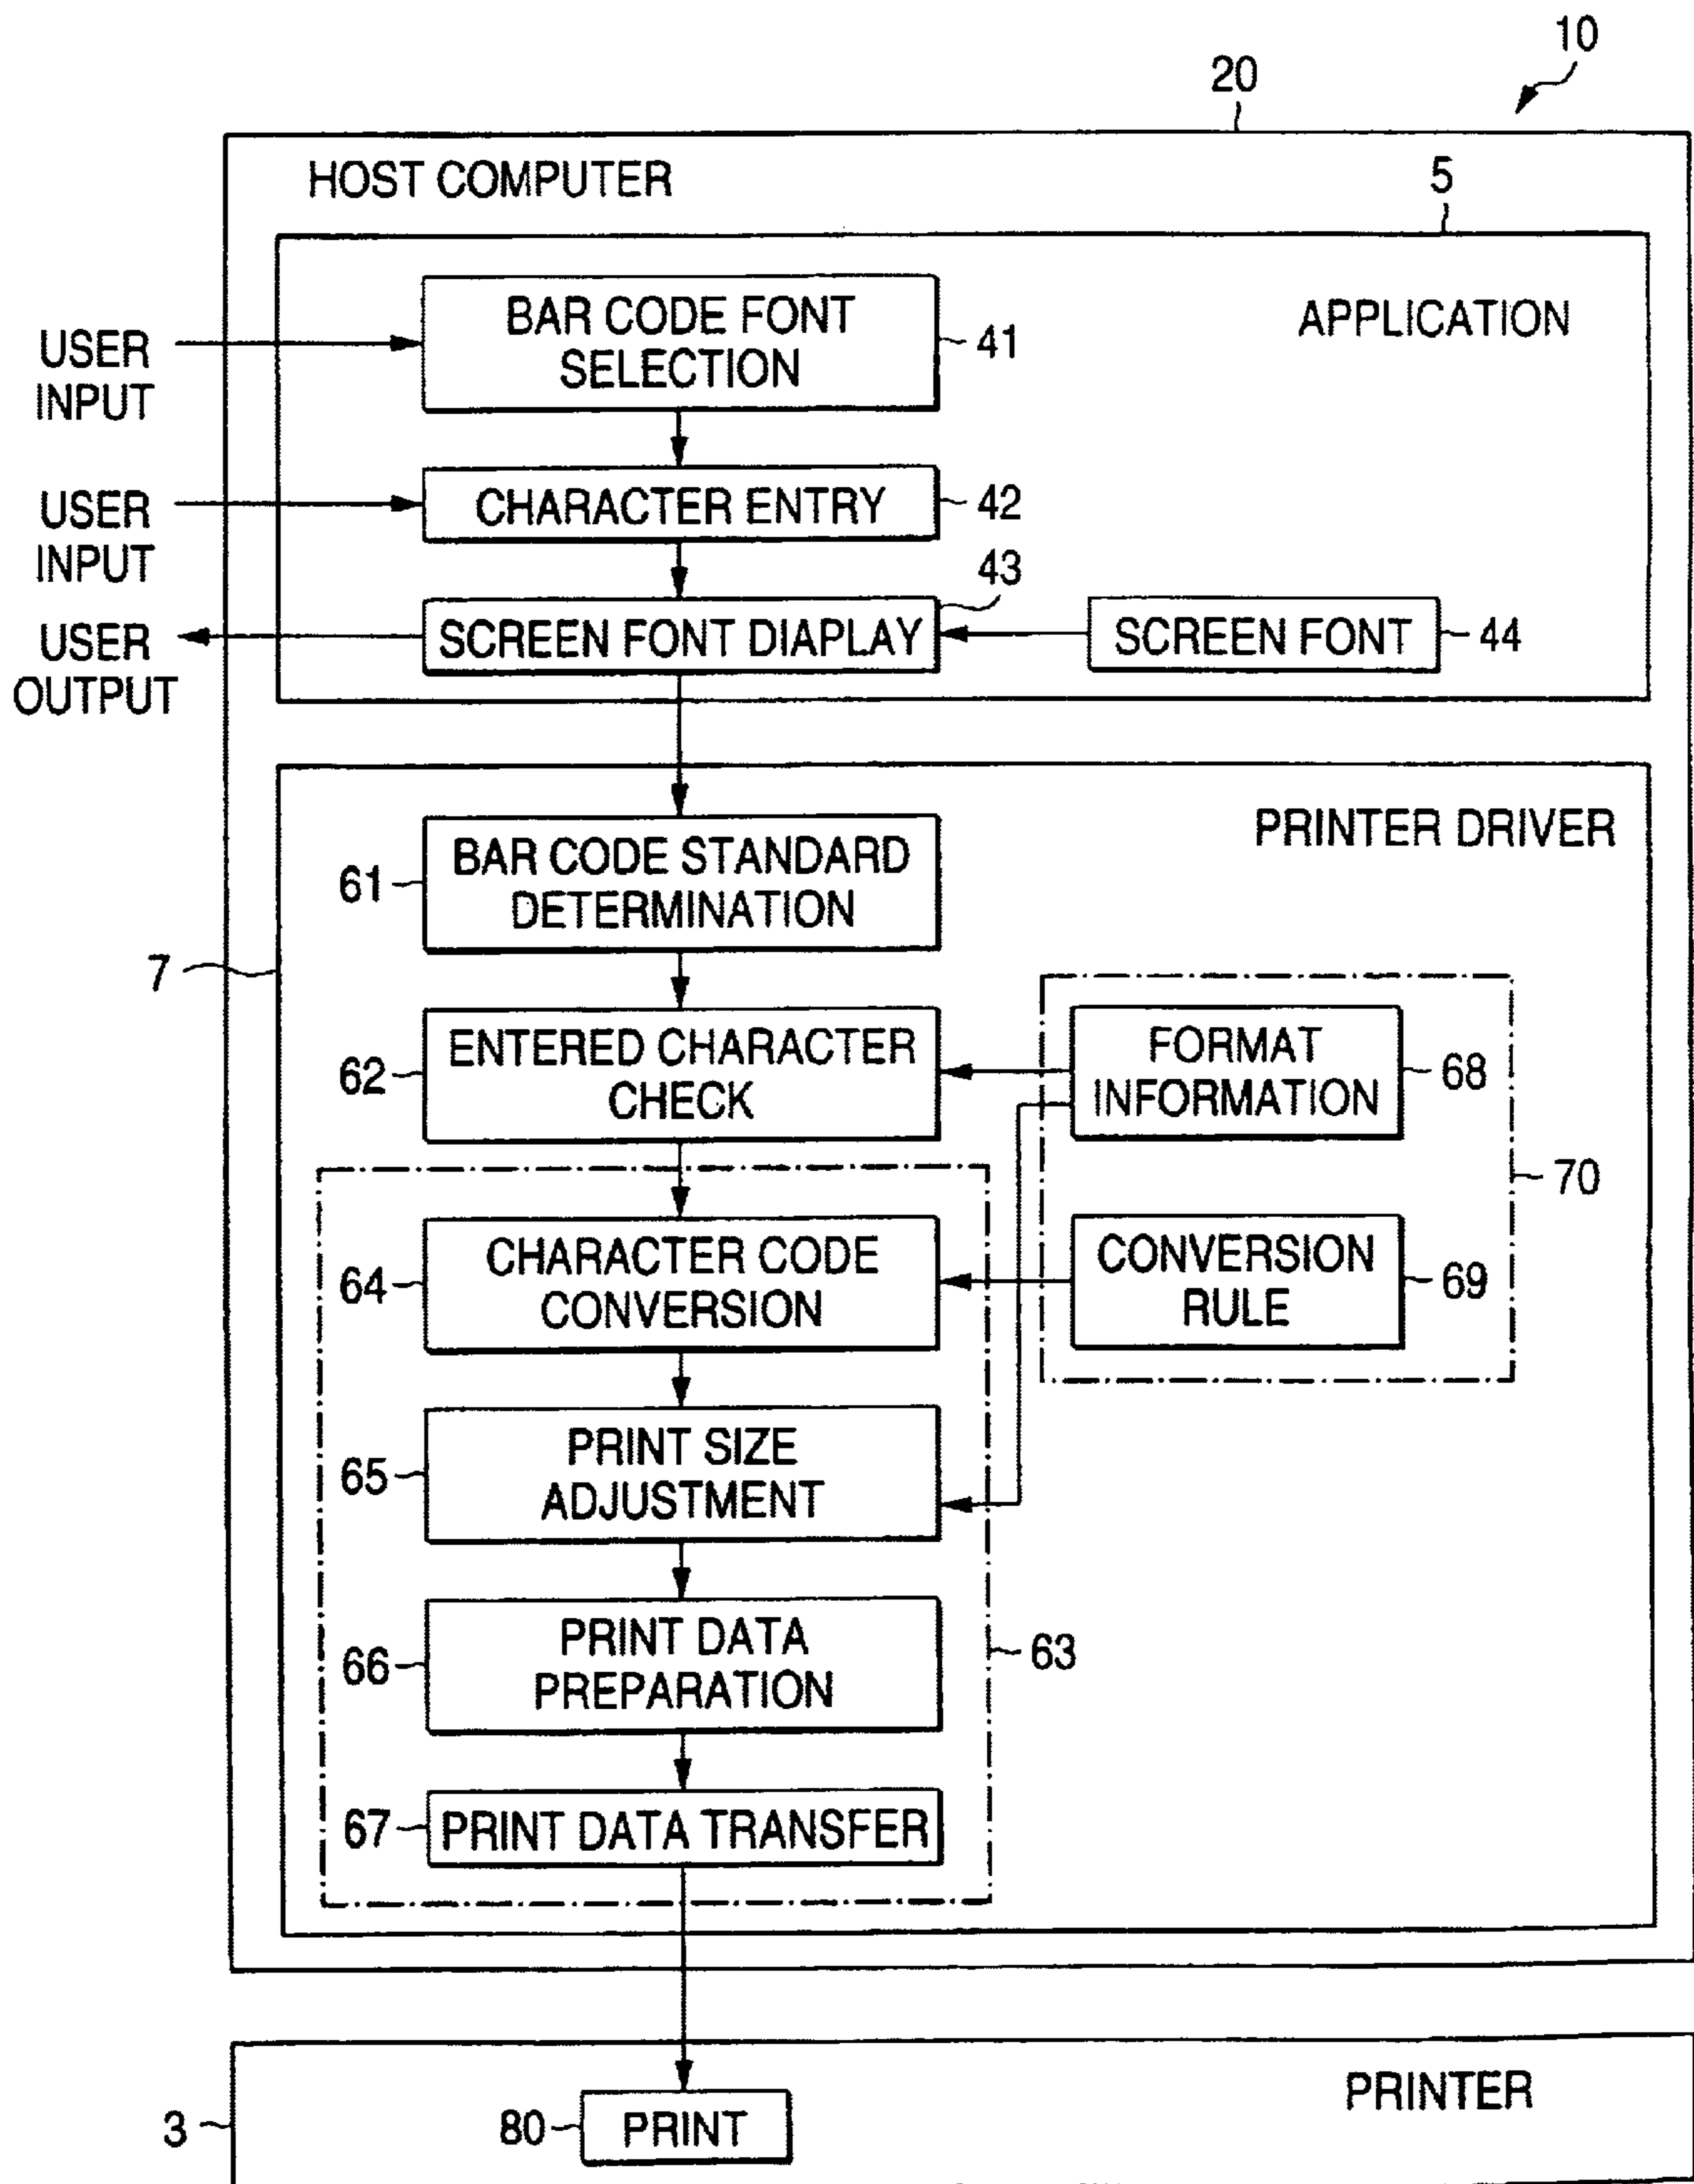 10
20
HOST COMPUTER
5
APPLICATION
USER
INPUT
BAR CODE FONT
SELECTION
41
USER
INPUT
CHARACTER ENTRY
42
43
USER
OUTPUT
SCREEN FONT DIAPLAY
SCREEN FONT
44
PRINTER DRIVER
7
61
BAR CODE STANDARD
DETERMINATION
62
ENTERED CHARACTER
CHECK
FORMAT
INFORMATION
68
70
64
CHARACTER CODE
CONVERSION
CONVERSION
RULE
69
65
PRINT SIZE
ADJUSTMENT
66
PRINT DATA
PREPARATION
63
67
PRINT DATA TRANSFER
PRINTER
3
80
PRINT